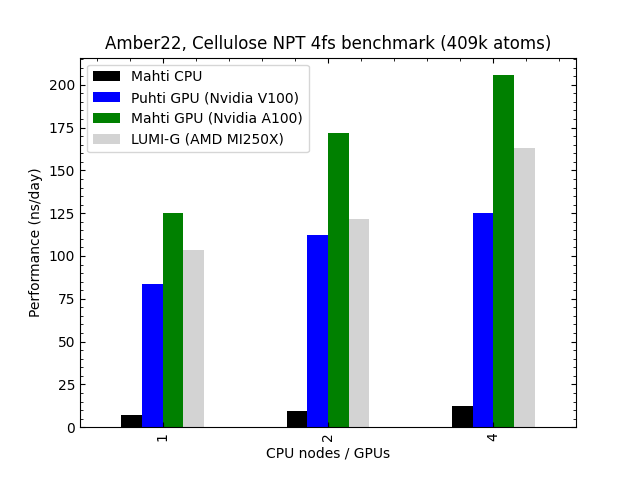 Amber22, Cellulose NPT 4fs benchmark (409k atoms)
Mahti CPU
Puhti GPU (Nvidia V100)
Mahti GPU (Nvidia A100)
LUMI-G (AMD MI250X)
Performance (ns/day)
200
175
150
125
100
75
50
25
0
1
2
4
CPU nodes / GPUs